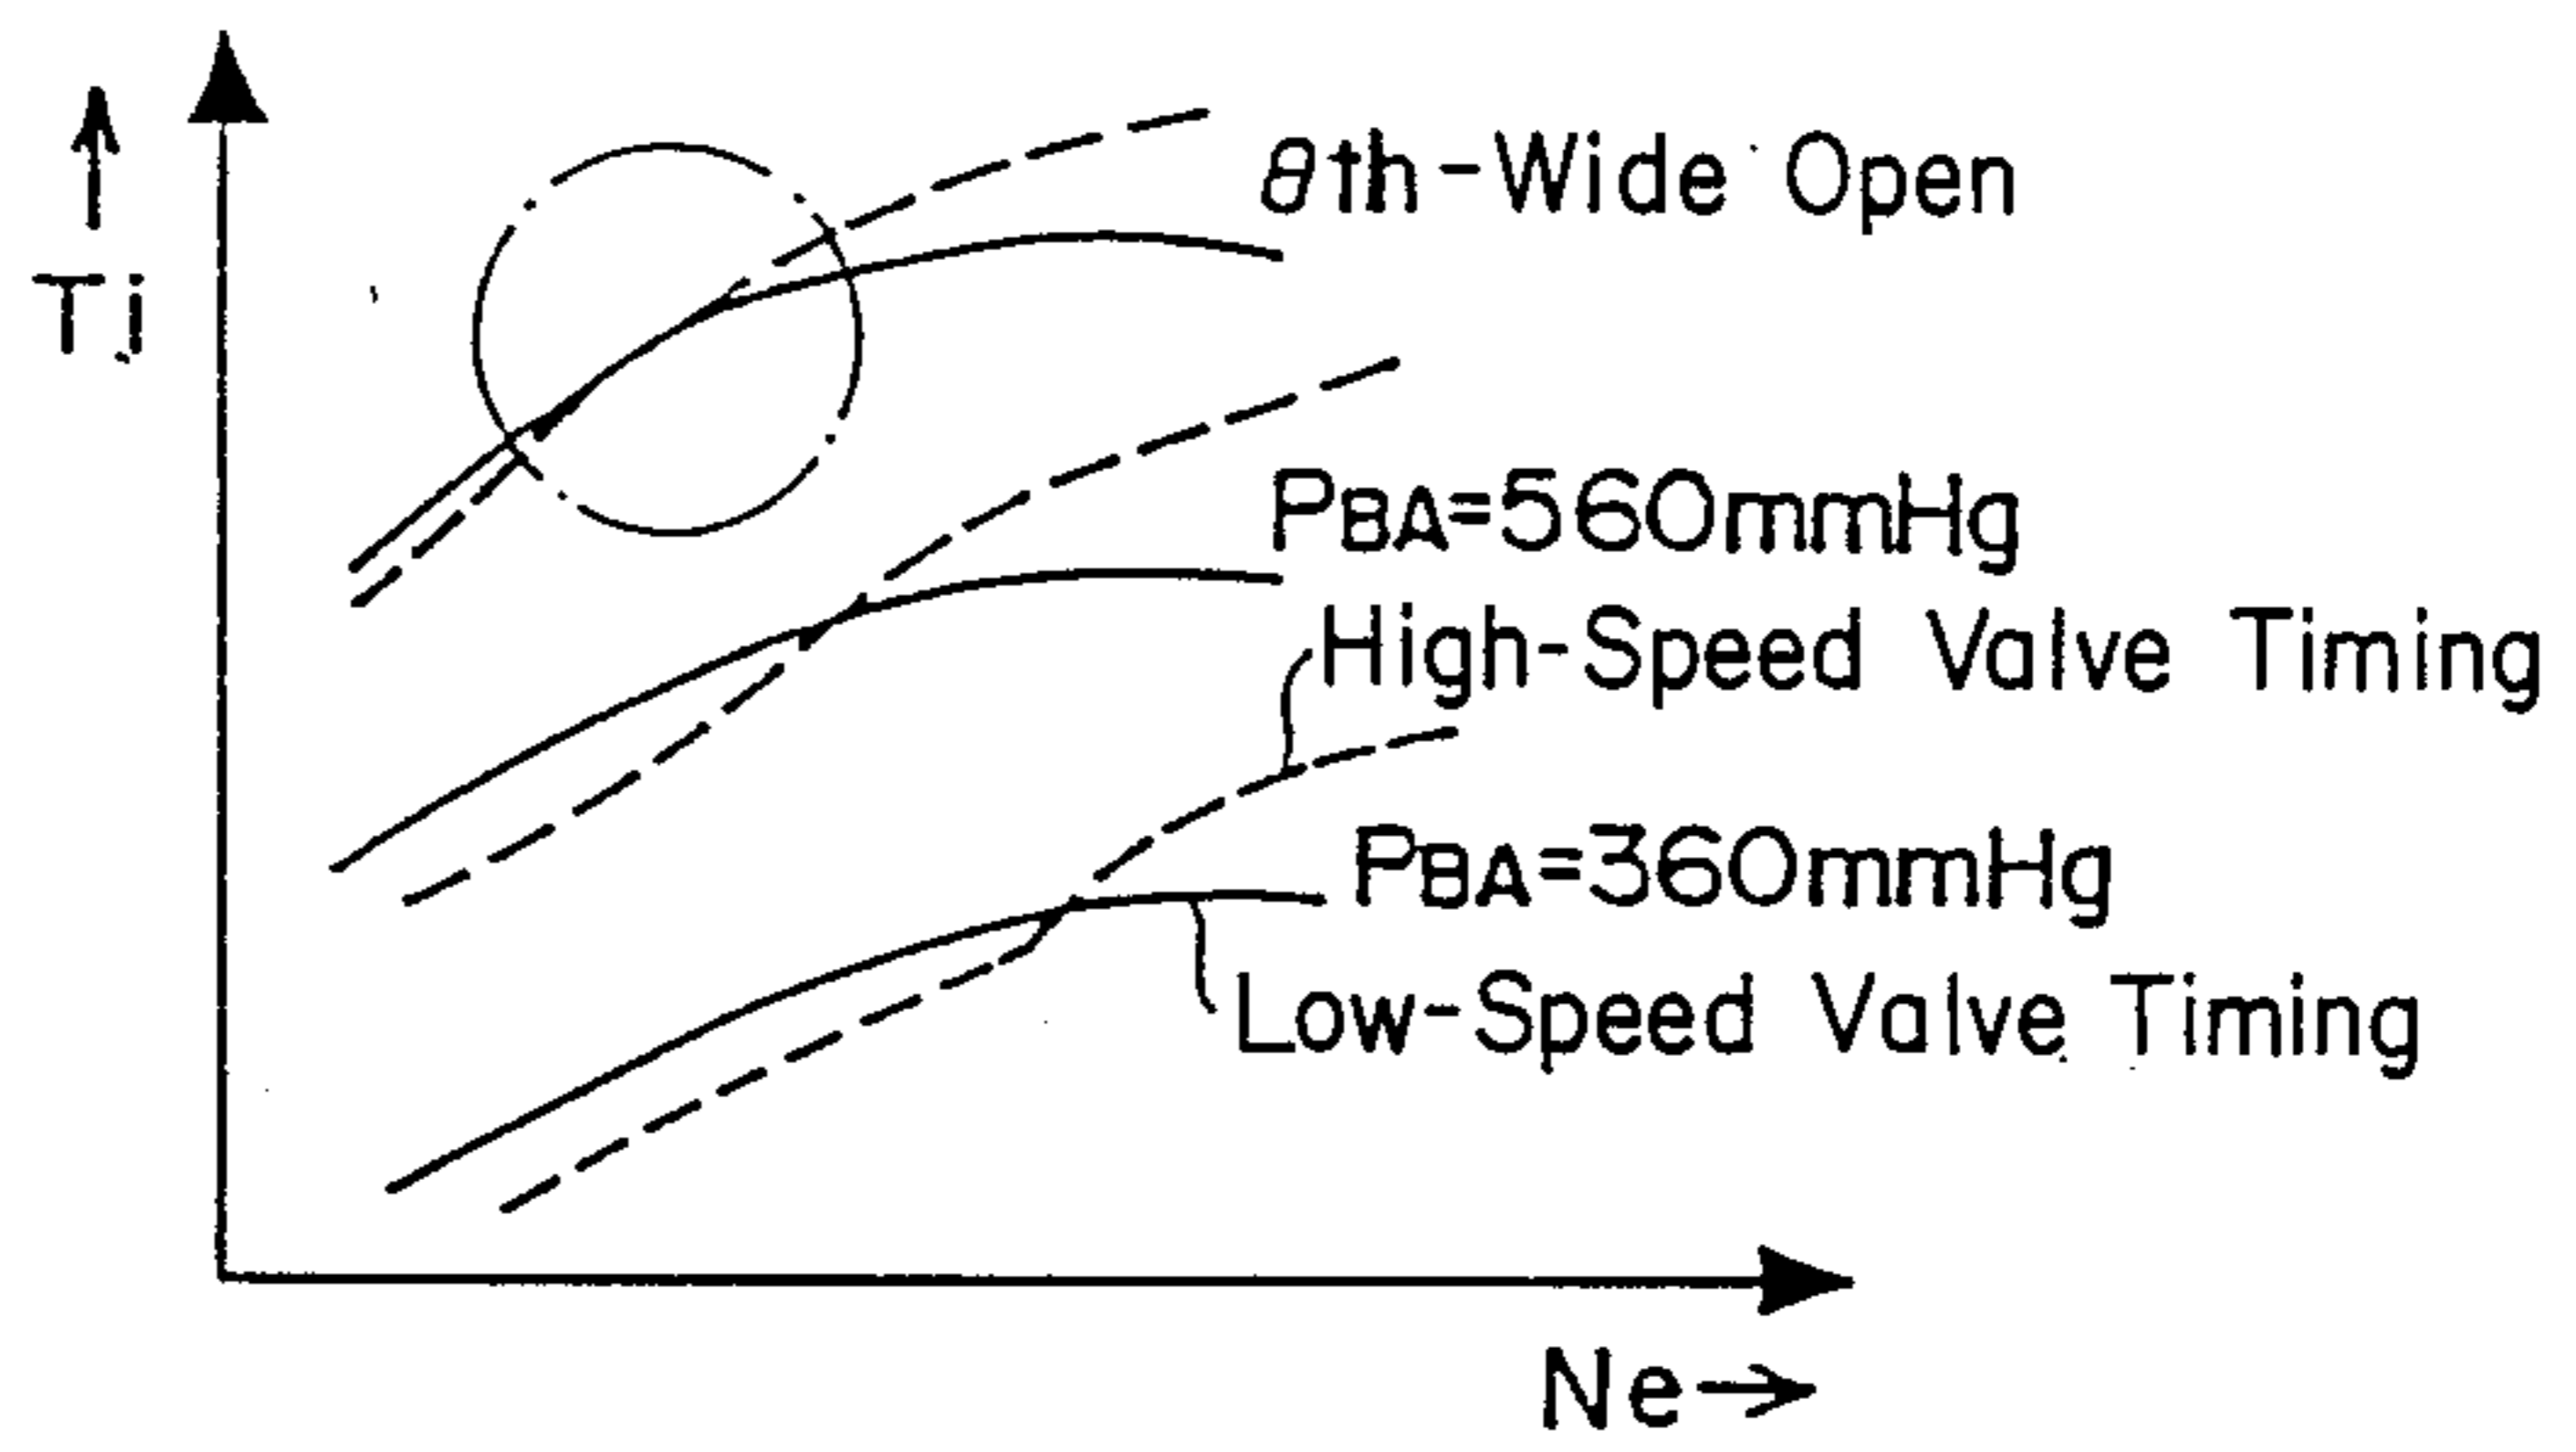 θth-Wide Open
Ti
PBA=560mmHg
High-Speed Valve Timing
PBA=360mmHg
Low-Speed Valve Timing
Ne→